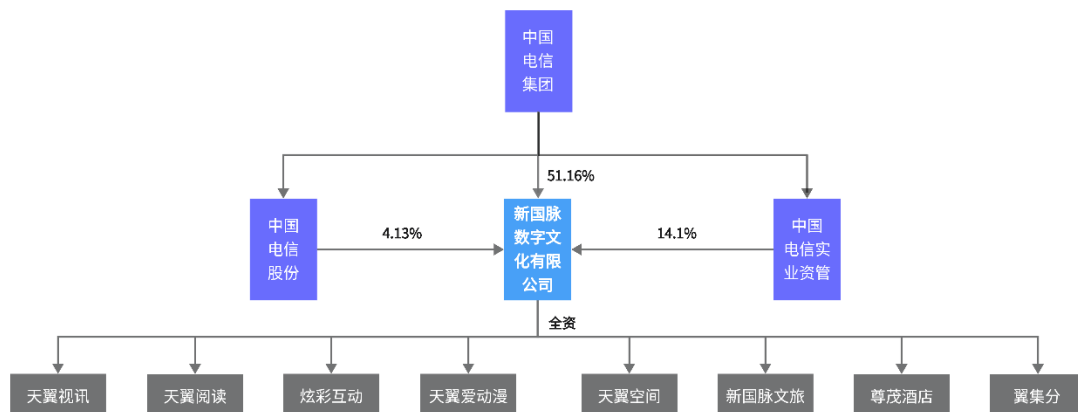 中国
电信
集团
51.16%
中国
电信
股份
4.13%
新国脉
数字文
化有限
公司
14.1%
中国
电信实
业资管
全资
天翼视讯
天翼阅读
炫彩互动
天翼爱动漫
天翼空间
新国脉文旅
尊茂酒店
翼集分